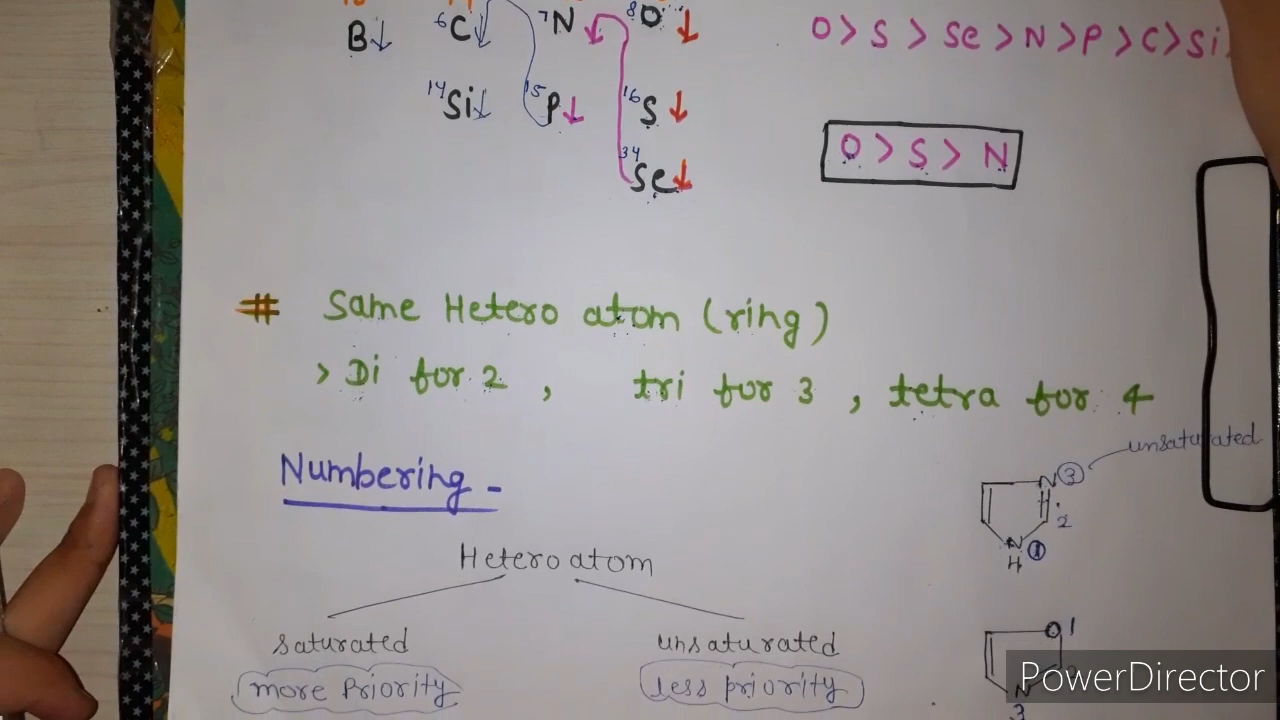 B↓ 6C↓ 7N↓ 8O↓
O > S > Se > N > P > C > Si
14Si↓ 15P↓ 16S↓
O > S > N
34Se↓
# Same Hetero atom (ring)
> Di for 2 , tri for 3 , tetra for 4
unsaturated
Numbering -
N 3
2
N 1
H
Hetero atom
saturated unsaturated
more Priority less priority
O 1
N
3
PowerDirector